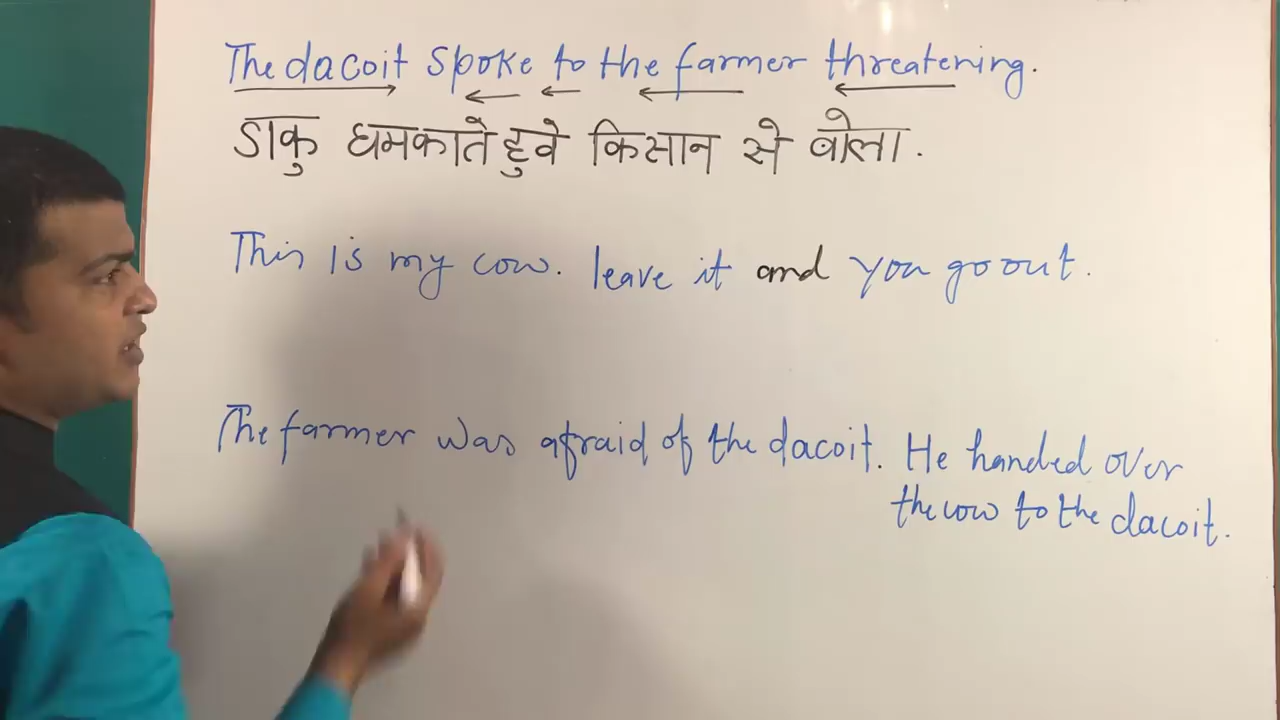 The dacoit spoke to the farmer threatening.
डाकु धमकाते हुवे किसान से बोला.
This is my cow. leave it and you go out.
The farmer was afraid of the dacoit. He handed over
the cow to the dacoit.